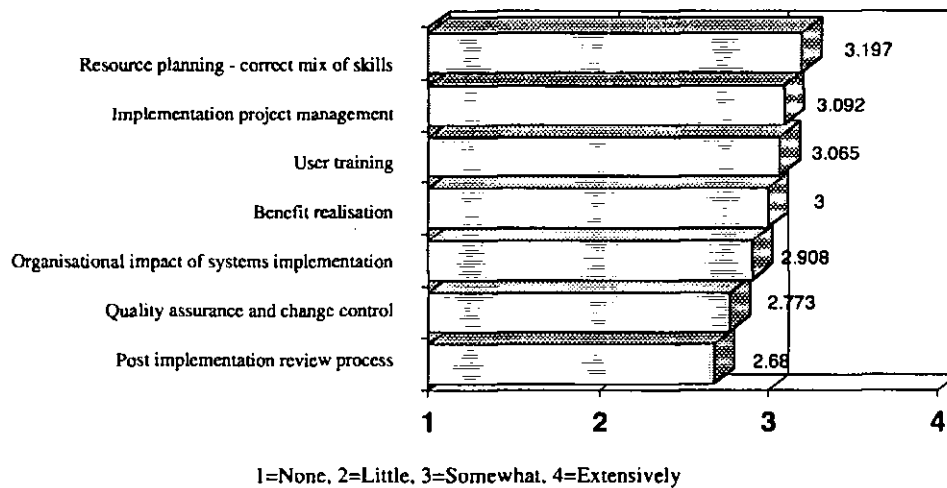 Resource planning - correct mix of skills
3.197
Implementation project management
3.092
User training
3.065
Benefit realisation
3
Organisational impact of systems implementation
2.908
Quality assurance and change control
2.773
Post implementation review process
2.68
1 2 3 4
1=None, 2=Little, 3=Somewhat, 4=Extensively